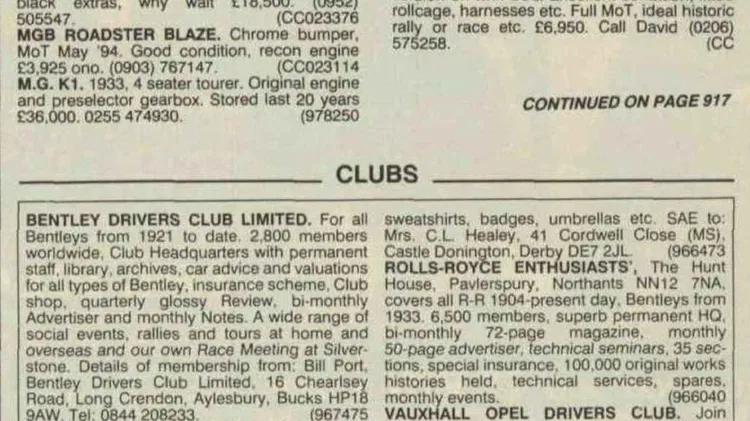 black extras, why wait £18,500. (0952)
505547. (CC023376
MGB ROADSTER BLAZE. Chrome bumper,
MoT May '94. Good condition, recon engine
£3,925 ono. (0903) 767147. (CC023114
M.G. K1. 1933, 4 seater tourer. Original engine
and preselector gearbox. Stored last 20 years
£36,000. 0255 474930. (978250
rollcage, harnesses etc. Full MoT, ideal historic
rally or race etc. £6,950. Call David (0206)
575258. (CC
CONTINUED ON PAGE 917
CLUBS
BENTLEY DRIVERS CLUB LIMITED. For all
Bentleys from 1921 to date. 2,800 members
worldwide, Club Headquarters with permanent
staff, library, archives, car advice and valuations
for all types of Bentley, insurance scheme, Club
shop, quarterly glossy Review, bi-monthly
Advertiser and monthly Notes. A wide range of
social events, rallies and tours at home and
overseas and our own Race Meeting at Silver-
stone. Details of membership from: Bill Port,
Bentley Drivers Club Limited, 16 Chearlsey
Road, Long Crendon, Aylesbury, Bucks HP18
9AW. Tel: 0844 208233. (967475
sweatshirts, badges, umbrellas etc. SAE to:
Mrs. C.L. Healey, 41 Cordwell Close (MS),
Castle Donington, Derby DE7 2JL. (966473
ROLLS-ROYCE ENTHUSIASTS', The Hunt
House, Pavlerspury, Northants NN12 7NA,
covers all R-R 1904-present day, Bentleys from
1933. 6,500 members, superb permanent HQ,
bi-monthly 72-page magazine, monthly
50-page advertiser, technical seminars, 35 sec-
tions, special insurance, 100,000 original works
histories held, technical services, spares,
monthly events. (966040
VAUXHALL OPEL DRIVERS CLUB. Join